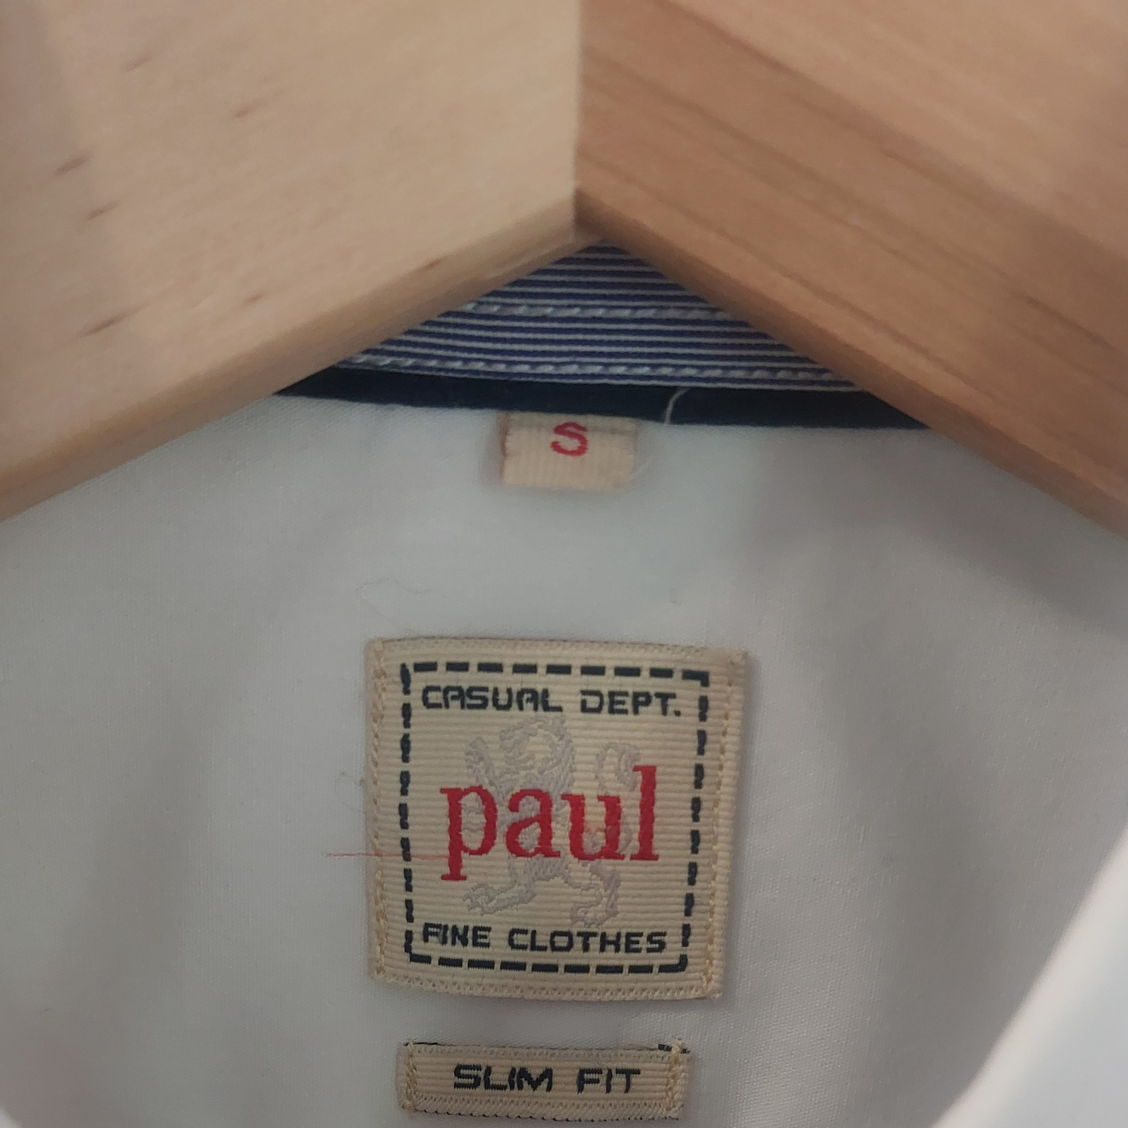 S
CASUAL DEPT.
paul
FINE CLOTHES
SLIM FIT